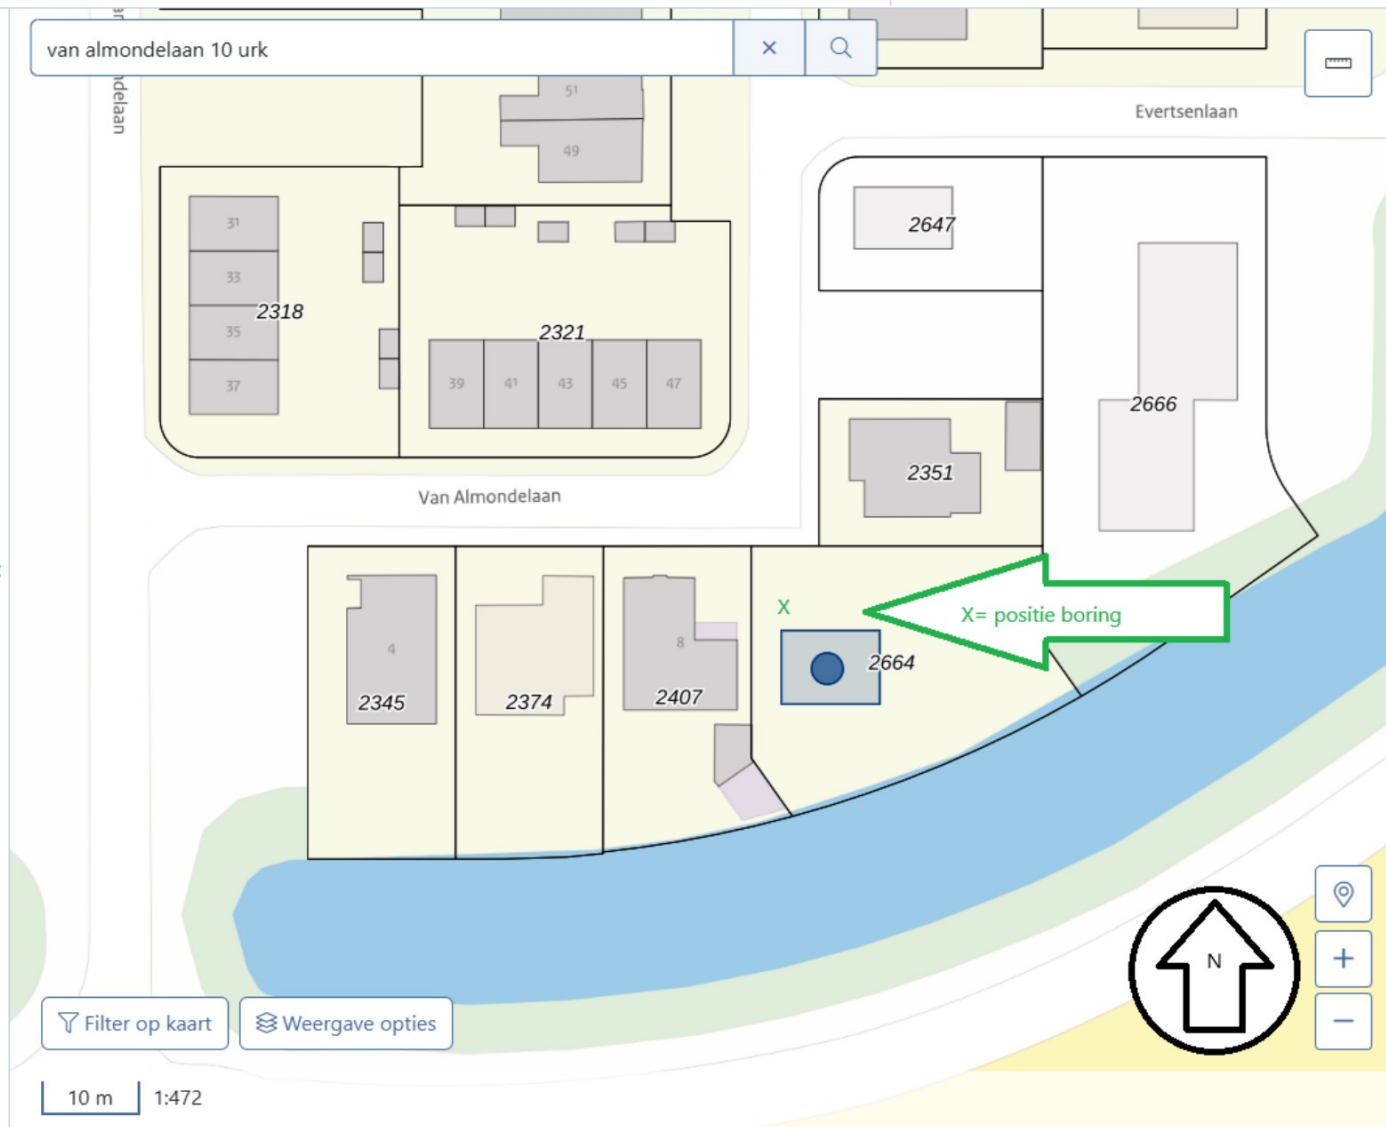 van almondelaan 10 urk
ndelaan
Evertsenlaan
51
49
31
33
35
37
2318
2321
39
41
43
45
47
2647
2666
2351
Van Almondelaan
X
X= positie boring
4
2345
2374
8
2407
2664
N
Filter op kaart
Weergave opties
10 m
1:472